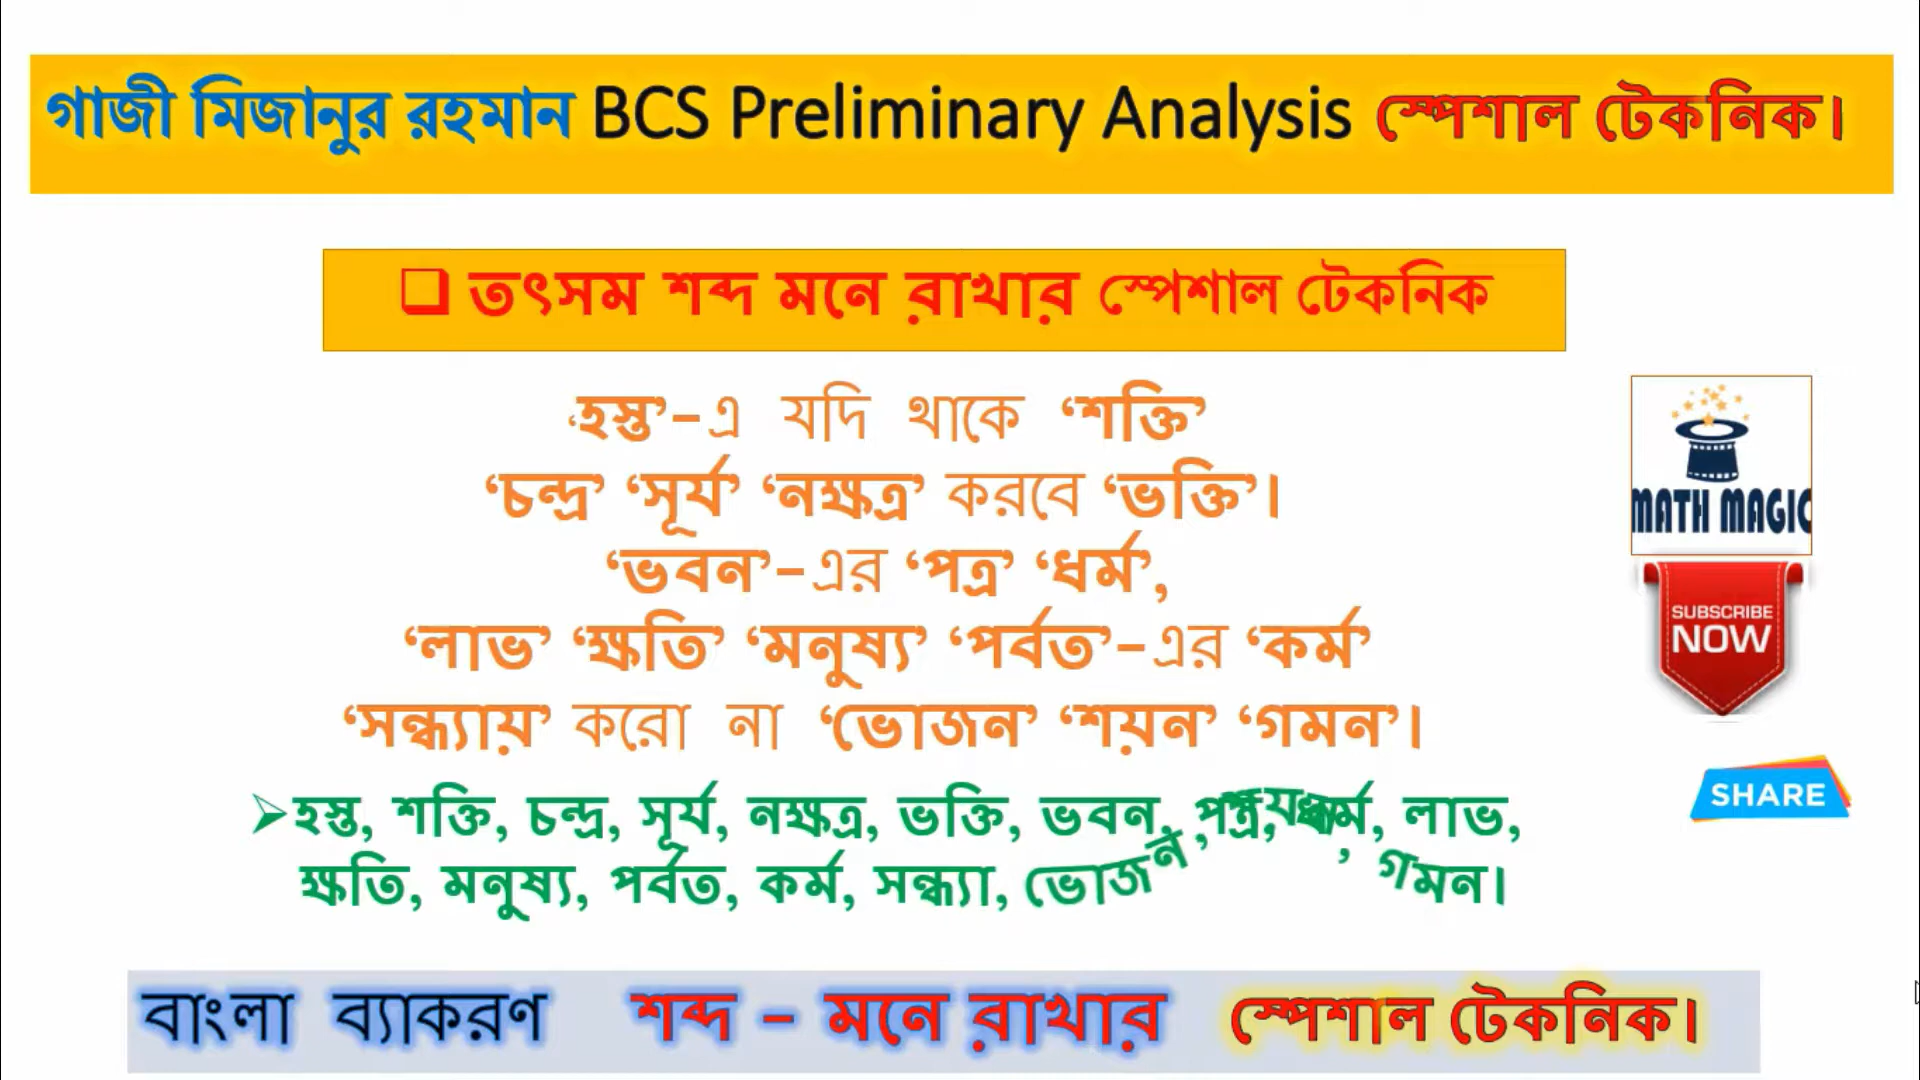 গাজী মিজানুর রহমান BCS Preliminary Analysis স্পেশাল টেকনিক।
তৎসম শব্দ মনে রাখার স্পেশাল টেকনিক
‘হস্ত’-এ যদি থাকে ‘শক্তি’
‘চন্দ্র’ ‘সূর্য’ ‘নক্ষত্র’ করবে ‘ভক্তি’।
‘ভবন’-এর ‘পত্র’ ‘ধর্ম’,
‘লাভ’ ‘ক্ষতি’ ‘মনুষ্য’ ‘পর্বত’-এর ‘কর্ম’
‘সন্ধ্যায়’ করো না ‘ভোজন’ ‘শয়ন’ ‘গমন’।
MATH MAGIC
SUBSCRIBE
NOW
SHARE
➢হস্ত, শক্তি, চন্দ্র, সূর্য, নক্ষত্র, ভক্তি, ভবন, পত্র, ধর্ম, লাভ,
ক্ষতি, মনুষ্য, পর্বত, কর্ম, সন্ধ্যা, ভোজন, গমন।
বাংলা ব্যাকরণ শব্দ - মনে রাখার স্পেশাল টেকনিক।